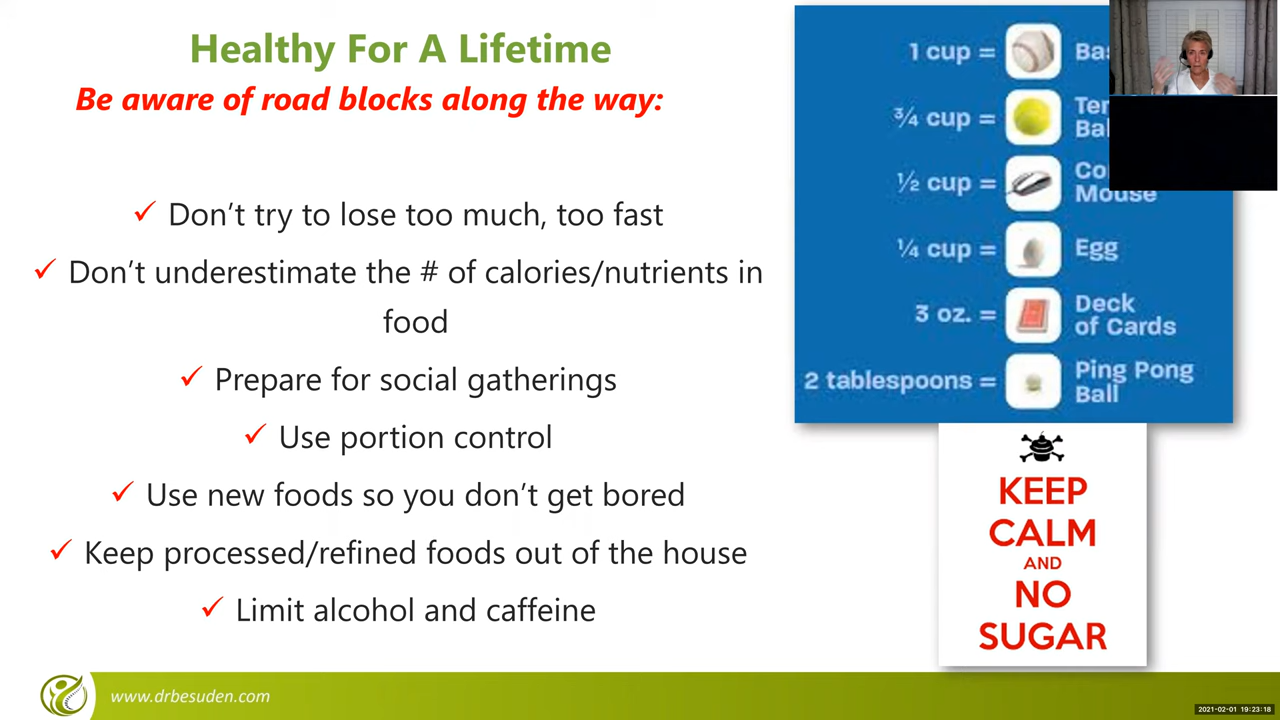 Healthy For A Lifetime
Be aware of road blocks along the way:
✓ Don't try to lose too much, too fast
✓ Don't underestimate the # of calories/nutrients in
food
✓ Prepare for social gatherings
✓ Use portion control
✓ Use new foods so you don't get bored
✓ Keep processed/refined foods out of the house
✓ Limit alcohol and caffeine
1 cup =
¾ cup =
½ cup =
Mouse
¼ cup = Egg
3 oz. = Deck
of Cards
2 tablespoons = Ping Pong
Ball
KEEP
CALM
AND
NO
SUGAR
www.drbesuden.com
2021-02-01 19:23:18